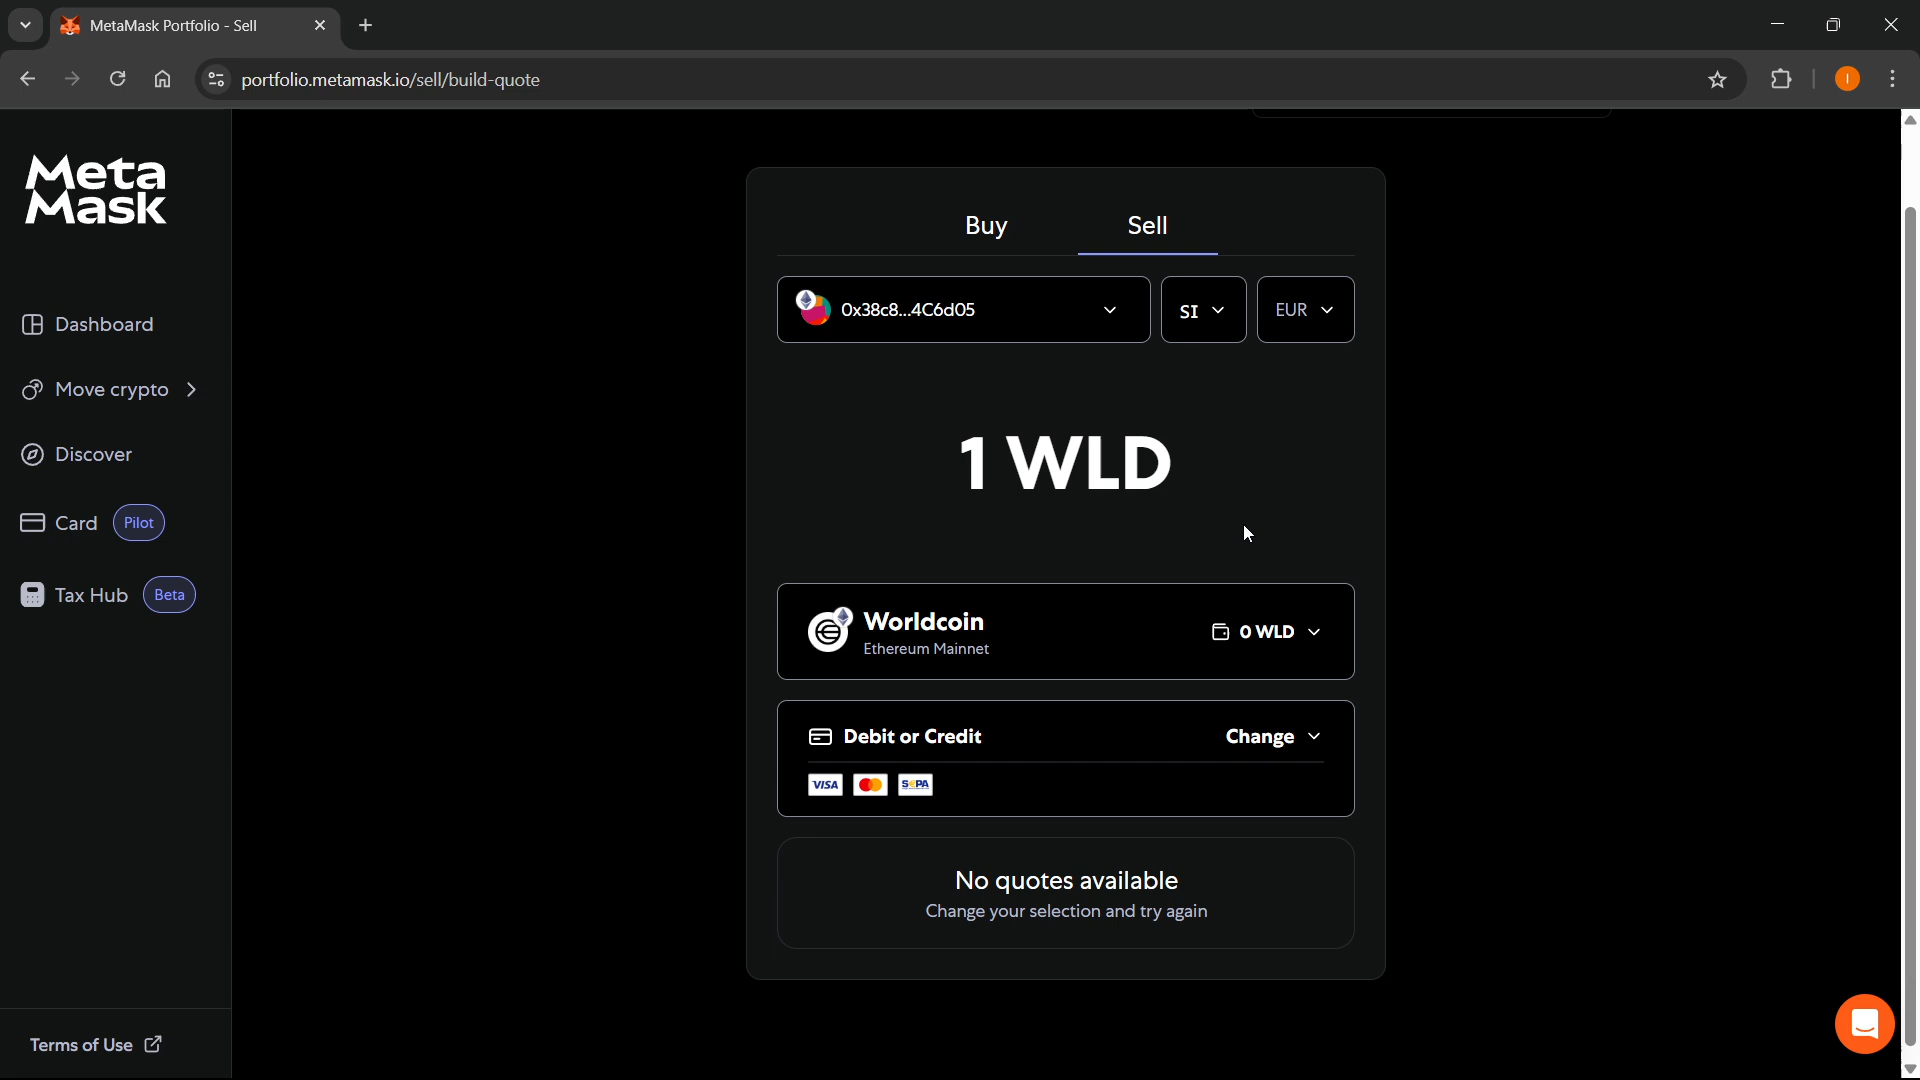 MetaMask Portfolio - Sell
portfolio.metamask.io/sell/build-quote
I
Meta
Mask
Dashboard
Move crypto
Discover
Card Pilot
Tax Hub Beta
Terms of Use
Buy Sell
0x38c8...4C6d05 SI EUR
1 WLD
Worldcoin
Ethereum Mainnet
0 WLD
Debit or Credit Change
VISA SEPA
No quotes available
Change your selection and try again